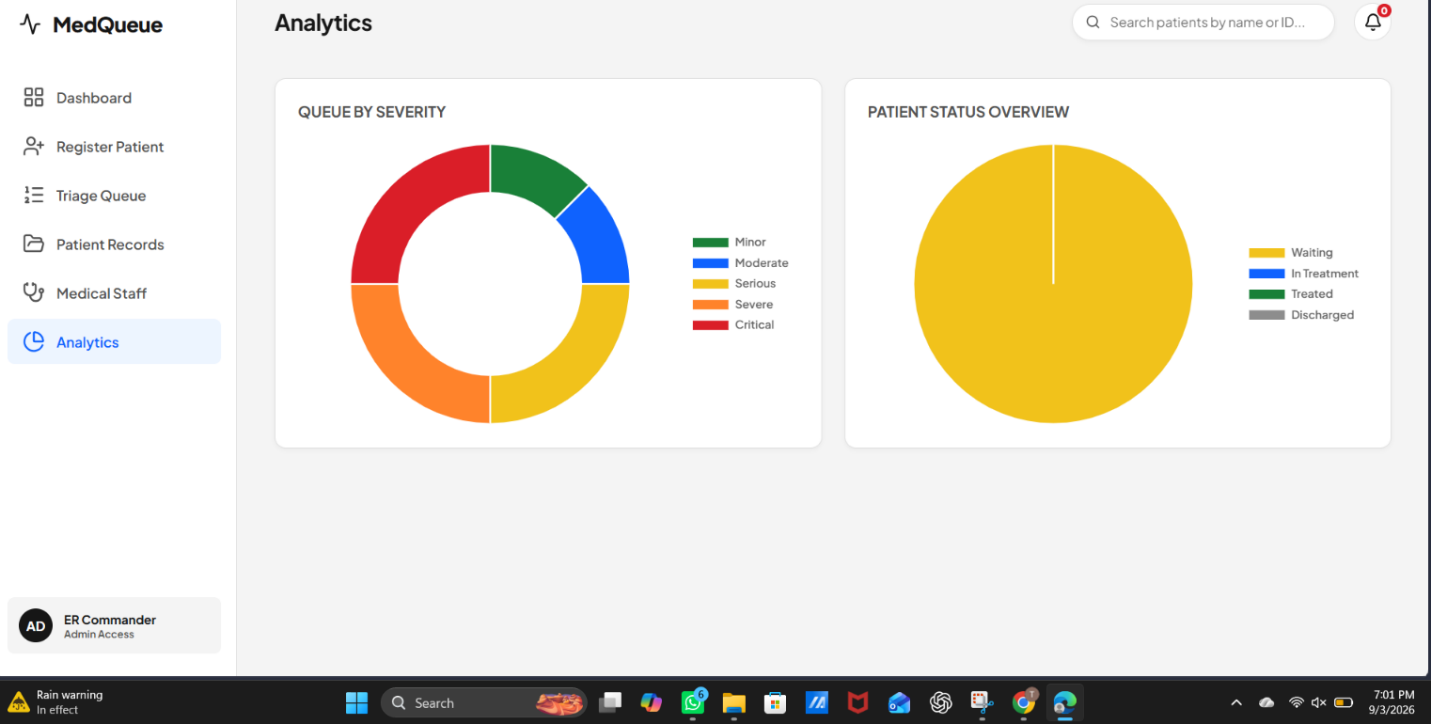 MedQueue
Dashboard
Register Patient
Triage Queue
Patient Records
Medical Staff
Analytics
AD
ER Commander
Admin Access
Analytics
Search patients by name or ID...
0
QUEUE BY SEVERITY
Minor
Moderate
Serious
Severe
Critical
PATIENT STATUS OVERVIEW
Waiting
In Treatment
Treated
Discharged
Rain warning
In effect
Search
6
7:01 PM
9/3/2026